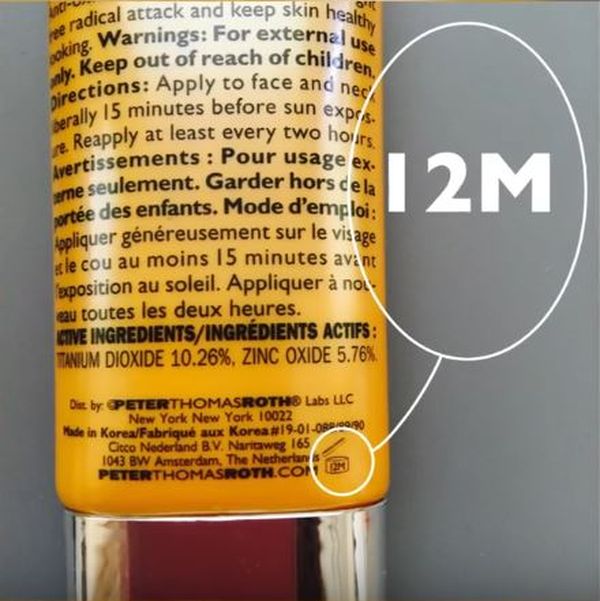 free radical attack and keep skin healthy
looking. Warnings: For external use
only. Keep out of reach of children.
Directions: Apply to face and neck
liberally 15 minutes before sun expos-
ure. Reapply at least every two hours.
Avertissements : Pour usage ex-
terne seulement. Garder hors de la
portée des enfants. Mode d'emploi :
Appliquer généreusement sur le visage
et le cou au moins 15 minutes avant
l'exposition au soleil. Appliquer à nou-
veau toutes les deux heures.
ACTIVE INGREDIENTS/INGRÉDIENTS ACTIFS :
TITANIUM DIOXIDE 10.26%, ZINC OXIDE 5.76%.
Dist. by: ©PETERTHOMASROTH® Labs LLC
New York New York 10022
Made in Korea/Fabriqué aux Korea #19-01-088/89/90
Citco Nederland B.V. Naritaweg 165
1043 BW Amsterdam, The Netherlands
PETERTHOMASROTH.COM
12M
12M